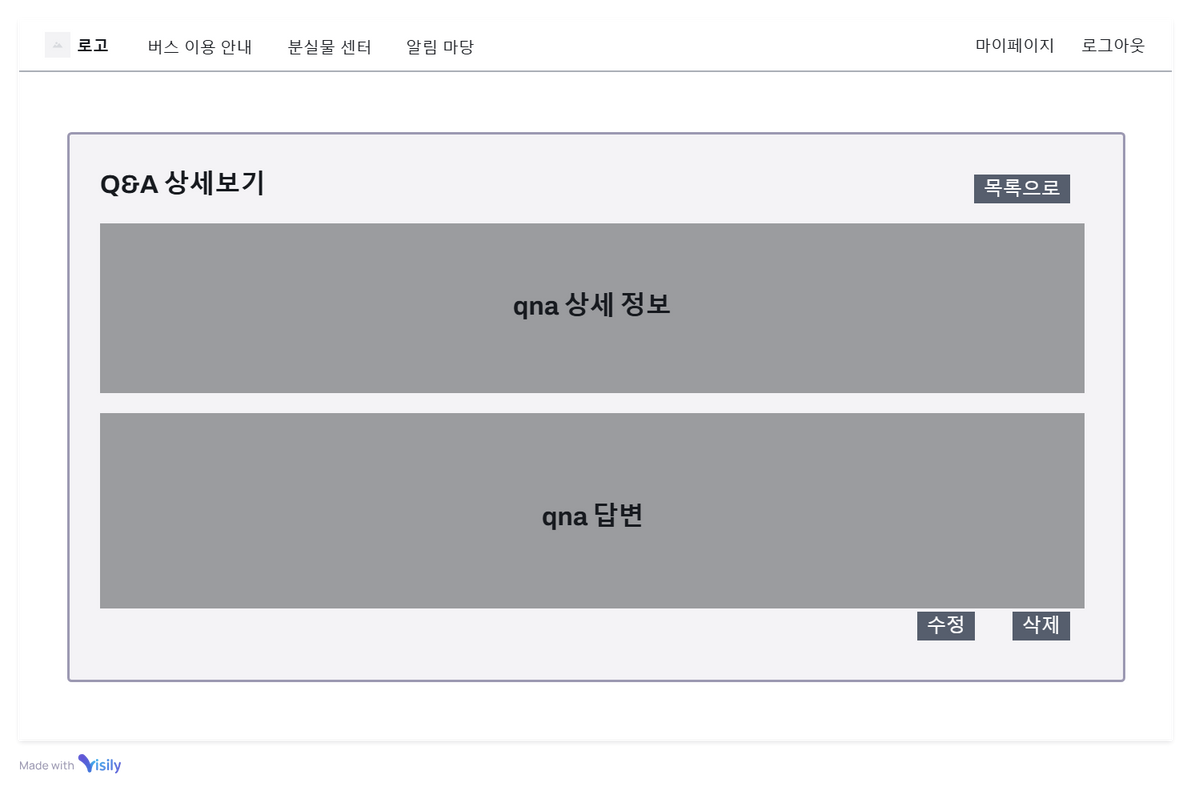 로고 버스 이용 안내 분실물 센터 알림 마당 마이페이지 로그아웃
Q&A 상세보기 목록으로
qna 상세 정보
qna 답변
수정 삭제
Made with Visily